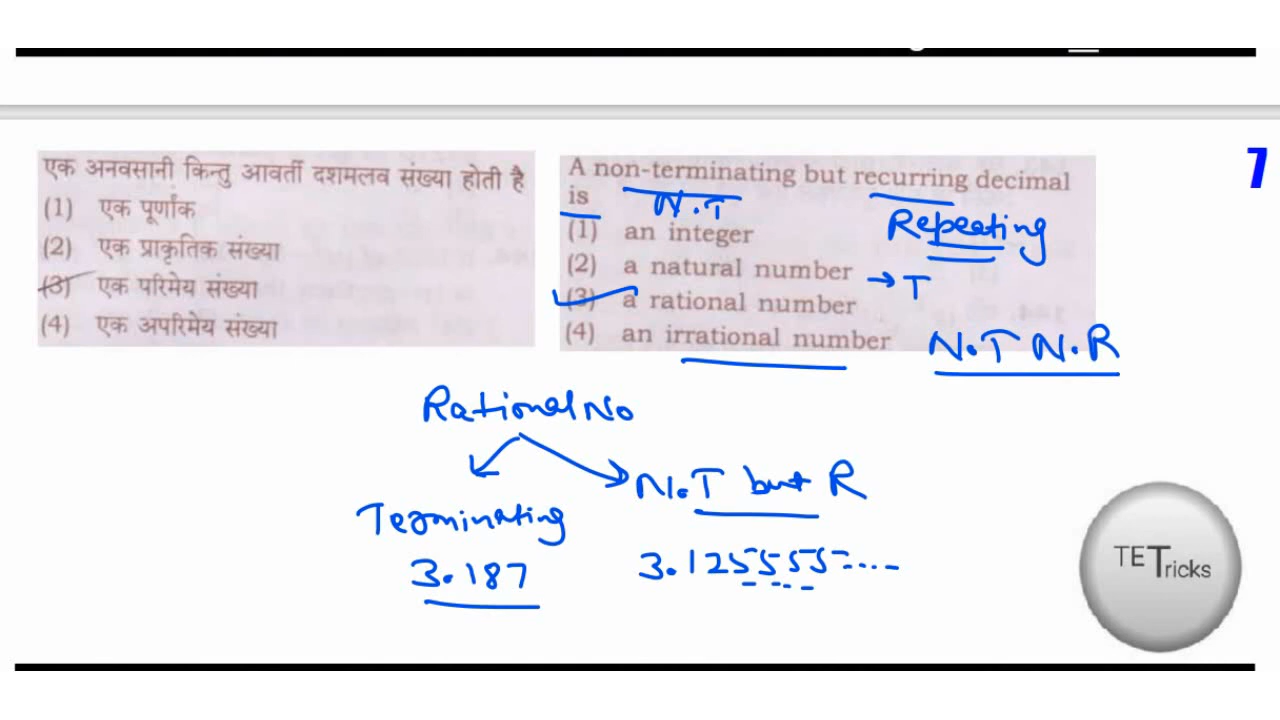 7
एक अनवसानी किन्तु आवर्ती दशमलव संख्या होती है
(1) एक पूर्णांक
(2) एक प्राकृतिक संख्या
(3) एक परिमेय संख्या
(4) एक अपरिमेय संख्या
A non-terminating but recurring decimal
is
N.T
Repeating
(1) an integer
(2) a natural number
→ T
(3) a rational number
(4) an irrational number
N.T N.R
Rational No
Terminating
N.T but R
3.187
3.125555....
TETricks